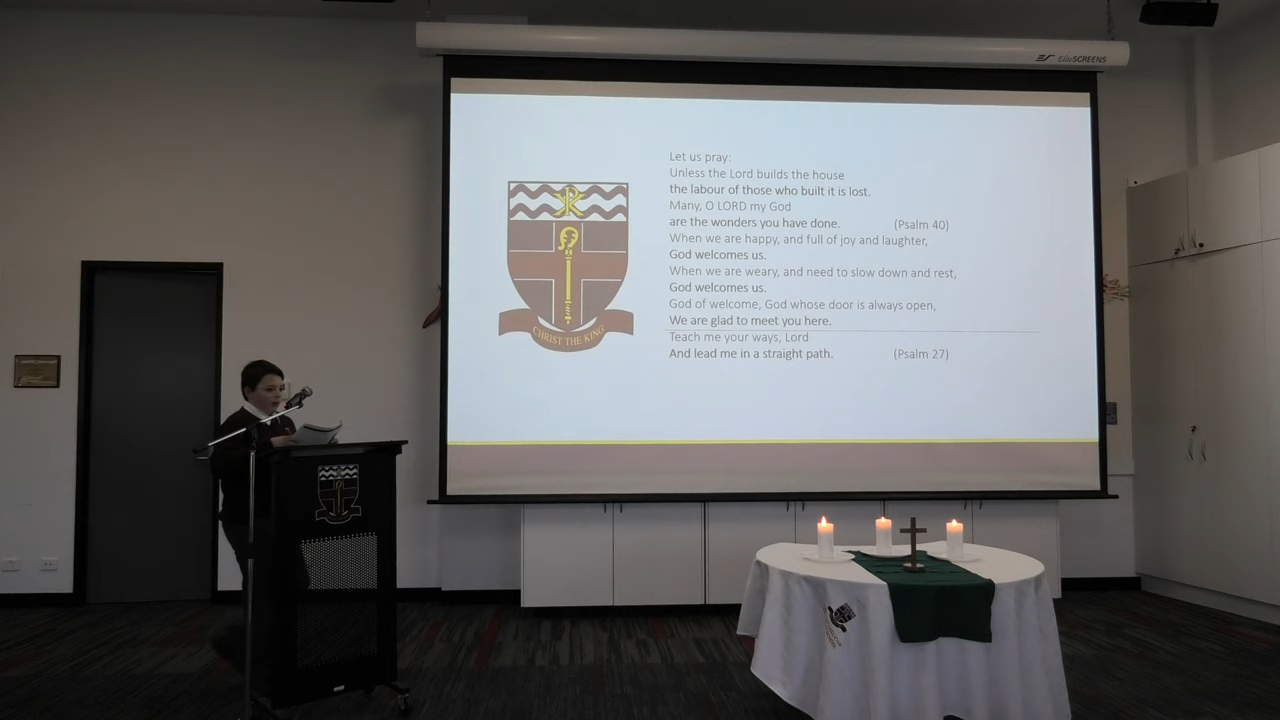 EliteSCREENS
Let us pray:
Unless the Lord builds the house
the labour of those who built it is lost.
Many, O LORD my God
are the wonders you have done. (Psalm 40)
When we are happy, and full of joy and laughter,
God welcomes us.
When we are weary, and need to slow down and rest,
God welcomes us.
God of welcome, God whose door is always open,
We are glad to meet you here.
Teach me your ways, Lord
And lead me in a straight path. (Psalm 27)
CHRIST THE KING